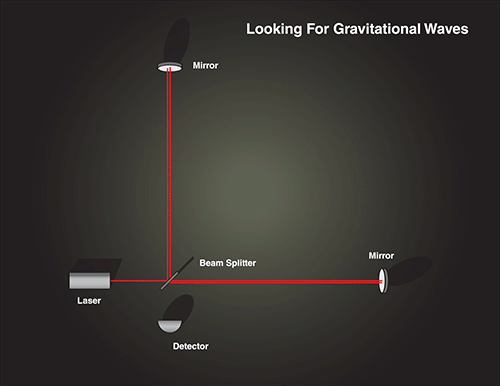 Looking For Gravitational Waves
Mirror
Beam Splitter
Mirror
Laser
Detector